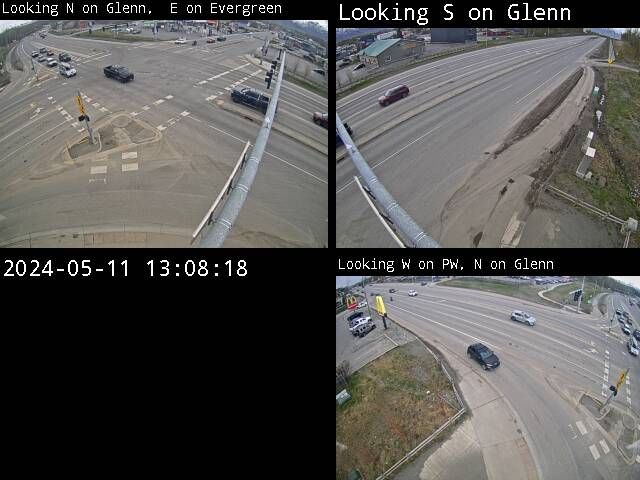 Looking N on Glenn,  E on Evergreen
Looking S on Glenn
2024-05-11 13:08:18
Looking W on PW, N on Glenn